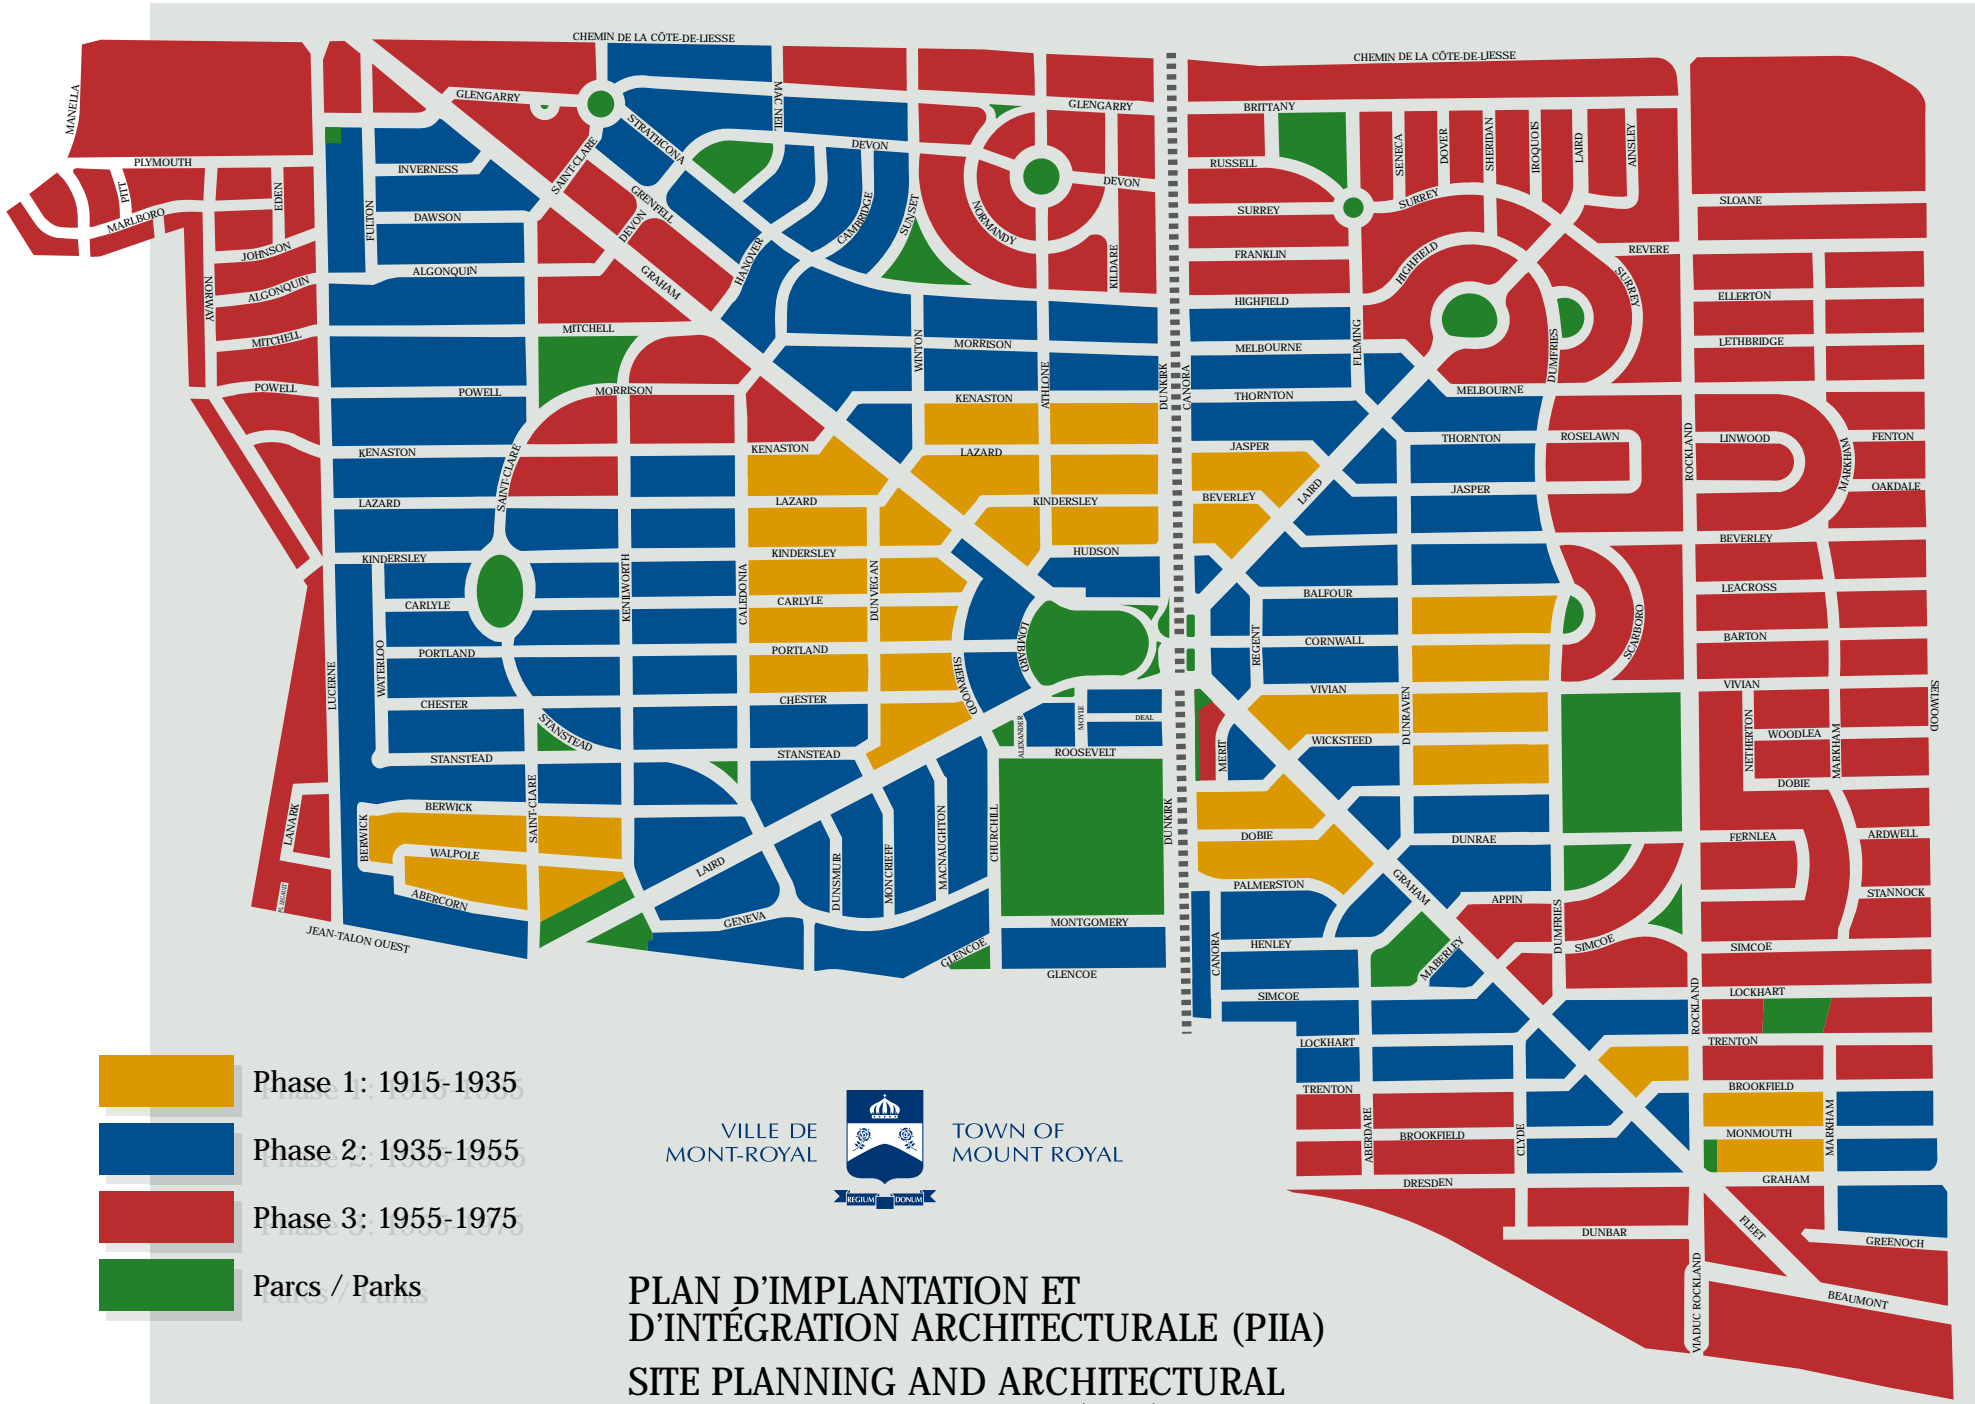 CHEMIN DE LA CÔTE-DE-LIESSE
CHEMIN DE LA CÔTE-DE-LIESSE
MANELLA
GLENGARRY
MAC NEIL
GLENGARRY
BRITTANY
STRATHCONA
SENECA
DOVER
SHERIDAN
IROQUOIS
LAIRD
AINSLEY
PLYMOUTH
INVERNESS
SAINT-CLARE
DEVON
DEVON
RUSSELL
PITT
EDEN
MARLBORO
FULTON
DAWSON
GRENFELL
DEVON
CAMBRIDGE
SUNSET
NORMANDY
SURREY
SURREY
SLOANE
JOHNSON
HANOVER
KILDARE
FRANKLIN
HIGHFIELD
REVERE
ALGONQUIN
ALGONQUIN
GRAHAM
NORWAY
HIGHFIELD
SURREY
ELLERTON
MITCHELL
MITCHELL
WINTON
MORRISON
MELBOURNE
FLEMING
DUMFRIES
LETHBRIDGE
POWELL
POWELL
MORRISON
KENASTON
ATHLONE
DUNKIRK
CANORA
THORNTON
MELBOURNE
KENASTON
SAINT-CLARE
KENASTON
LAZARD
JASPER
THORNTON
ROSELAWN
ROCKLAND
LINWOOD
MARKHAM
FENTON
LAZARD
LAZARD
KINDERSLEY
BEVERLEY
LAIRD
JASPER
OAKDALE
KINDERSLEY
KENILWORTH
KINDERSLEY
HUDSON
BEVERLEY
CARLYLE
CALEDONIA
CARLYLE
DUNVEGAN
BALFOUR
LEACROSS
LUCERNE
WATERLOO
PORTLAND
PORTLAND
SHERWOOD
LOMBARD
REGENT
CORNWALL
SCARBORO
BARTON
CHESTER
CHESTER
VIVIAN
DUNRAVEN
VIVIAN
SELWOOD
STANSTEAD
ALEXANDER
MOYLE
DEAL
STANSTEAD
STANSTEAD
ROOSEVELT
MERIT
WICKSTEED
NETHERTON
WOODLEA
MARKHAM
DOBIE
BERWICK
LANARK
BERWICK
SAINT-CLARE
WALPOLE
ABERCORN
LAIRD
DUNSMUIR
MONCRIEFF
MACNAUGHTON
CHURCHILL
DUNKIRK
DOBIE
DUNRAE
FERNLEA
ARDWELL
PALMERSTON
GRAHAM
APPIN
STANNOCK
GENEVA
MONTGOMERY
JEAN-TALON OUEST
GLENCOE
GLENCOE
CANORA
HENLEY
MABERLEY
DUMFRIES
SIMCOE
SIMCOE
SIMCOE
ROCKLAND
LOCKHART
LOCKHART
TRENTON
TRENTON
BROOKFIELD
ABERDARE
BROOKFIELD
CLYDE
MONMOUTH
MARKHAM
DRESDEN
GRAHAM
DUNBAR
FLEET
GREENOCH
VIADUC ROCKLAND
BEAUMONT
Phase 1: 1915-1935
Phase 2: 1935-1955
Phase 3: 1955-1975
Parcs / Parks
VILLE DE
MONT-ROYAL
TOWN OF
MOUNT ROYAL
REGIUM DONUM
PLAN D'IMPLANTATION ET
D'INTÉGRATION ARCHITECTURALE (PIIA)
SITE PLANNING AND ARCHITECTURAL